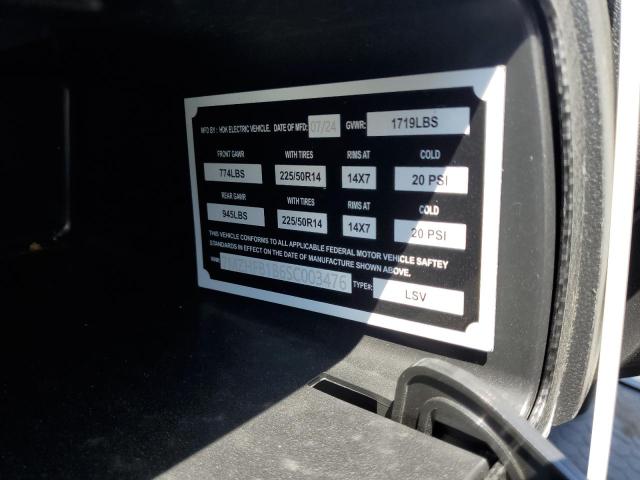 MFD BY: HDK ELECTRIC VEHICLE. DATE OF MFD: 07/24 GVWR: 1719LBS
FRONT GAWR WITH TIRES RIMS AT COLD
774LBS 225/50R14 14X7 20 PSI
REAR GAWR WITH TIRES RIMS AT COLD
945LBS 225/50R14 14X7 20 PSI
THIS VEHICLE CONFORMS TO ALL APPLICABLE FEDERAL MOTOR VEHICLE SAFTEY
STANDARDS IN EFFECT ON THE DATE OF MANUFACTURE SHOWN ABOVE.
TYPE#: LSV